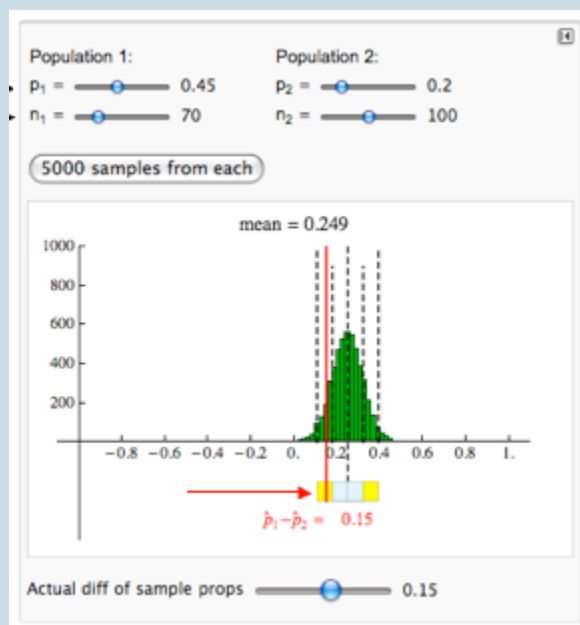 Population 1: Population 2:
p₁ = 0.45 p₂ = 0.2
n₁ = 70 n₂ = 100
5000 samples from each
mean = 0.249
1000
800
600
400
200
-0.8 -0.6 -0.4 -0.2 0. 0.2 0.4 0.6 0.8 1.
p̂₁-p̂₂ = 0.15
Actual diff of sample props 0.15